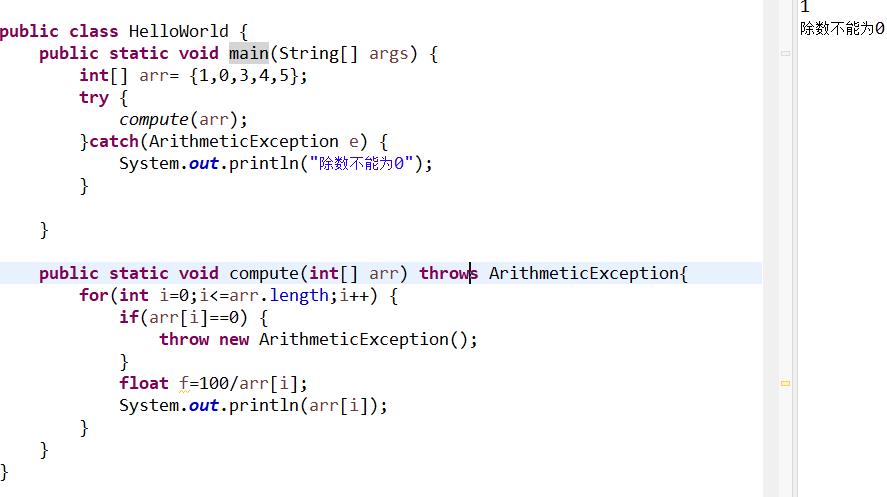 public class HelloWorld {
public static void main(String[] args) {
int[] arr= {1,0,3,4,5};
try {
compute(arr);
}catch(ArithmeticException e) {
System.out.println("除数不能为0");
}
}
public static void compute(int[] arr) throws ArithmeticException{
for(int i=0;i<=arr.length;i++) {
if(arr[i]==0) {
throw new ArithmeticException();
}
float f=100/arr[i];
System.out.println(arr[i]);
}
}
}
1
除数不能为0